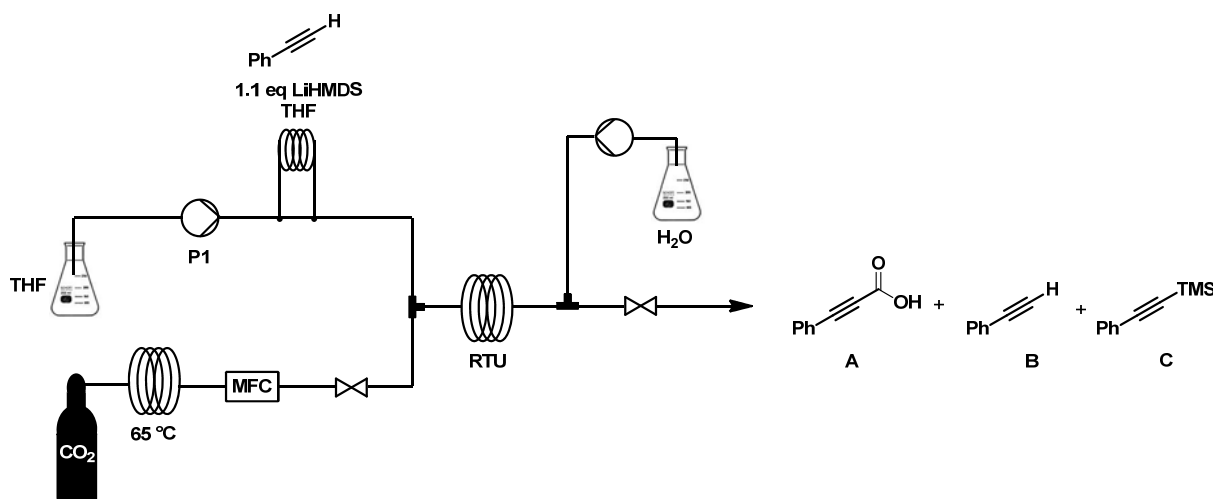 H
Ph
1.1 eq LiHMDS
THF
P1
THF
H₂O
RTU
MFC
65 °C
CO₂
O
OH
Ph
A
+
H
Ph
B
+
TMS
Ph
C